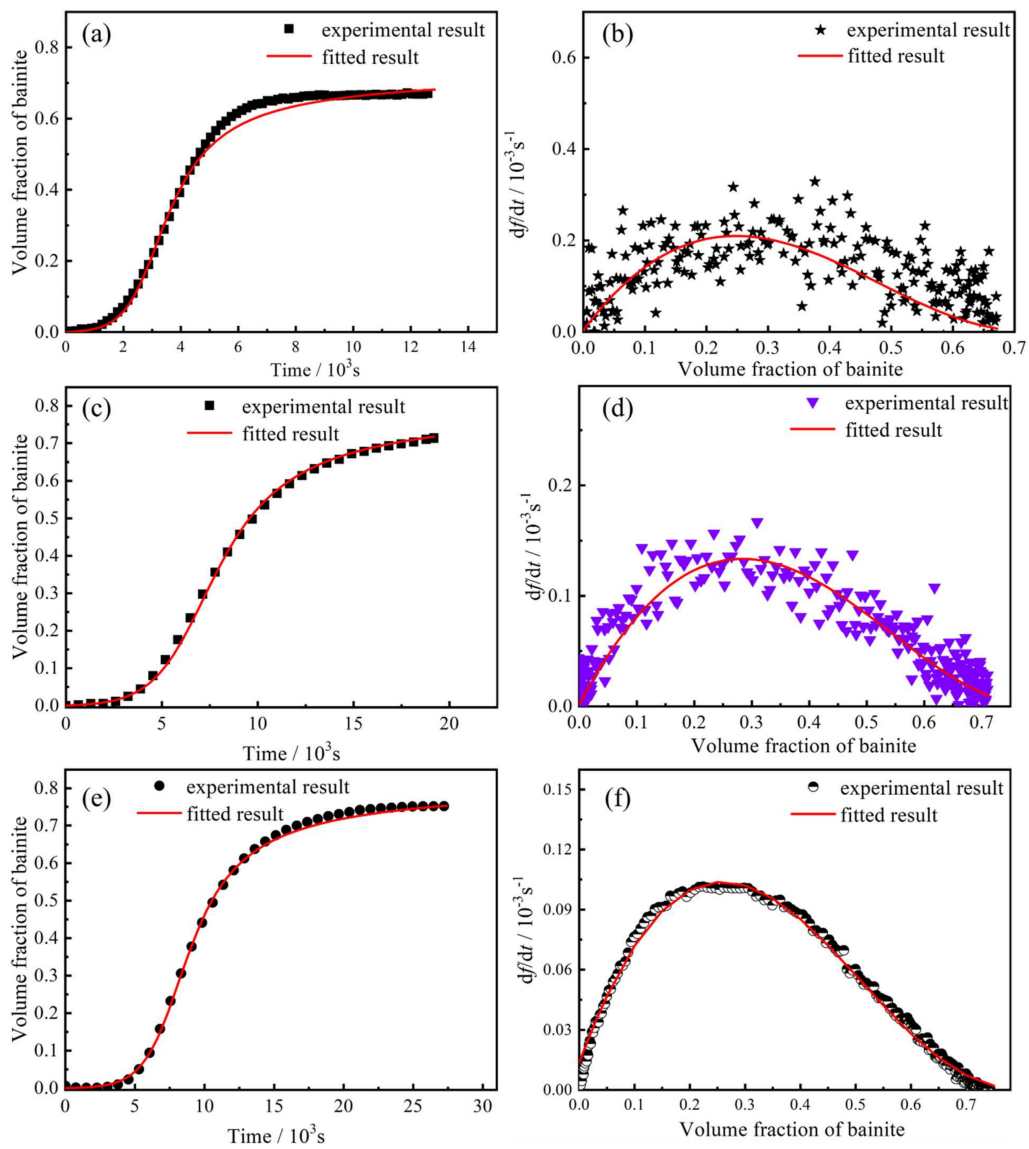 (a)
experimental result
fitted result
Volume fraction of bainite
0.8
0.6
0.4
0.2
0.0
0 2 4 6 8 10 12 14
Time / 10³s
(b)
experimental result
fitted result
df/dt / 10⁻³s⁻¹
0.6
0.4
0.2
0.0
0.0 0.1 0.2 0.3 0.4 0.5 0.6 0.7
Volume fraction of bainite
(c)
experimental result
fitted result
Volume fraction of bainite
0.8
0.7
0.6
0.5
0.4
0.3
0.2
0.1
0.0
0 5 10 15 20
Time / 10³s
(d)
experimental result
fitted result
df/dt / 10⁻³s⁻¹
0.2
0.1
0.0
0.0 0.1 0.2 0.3 0.4 0.5 0.6 0.7
Volume fraction of bainite
(e)
experimental result
fitted result
Volume fraction of bainite
0.8
0.7
0.6
0.5
0.4
0.3
0.2
0.1
0.0
0 5 10 15 20 25 30
Time / 10³s
(f)
experimental result
fitted result
df/dt / 10⁻³s⁻¹
0.15
0.12
0.09
0.06
0.03
0.00
0.0 0.1 0.2 0.3 0.4 0.5 0.6 0.7
Volume fraction of bainite